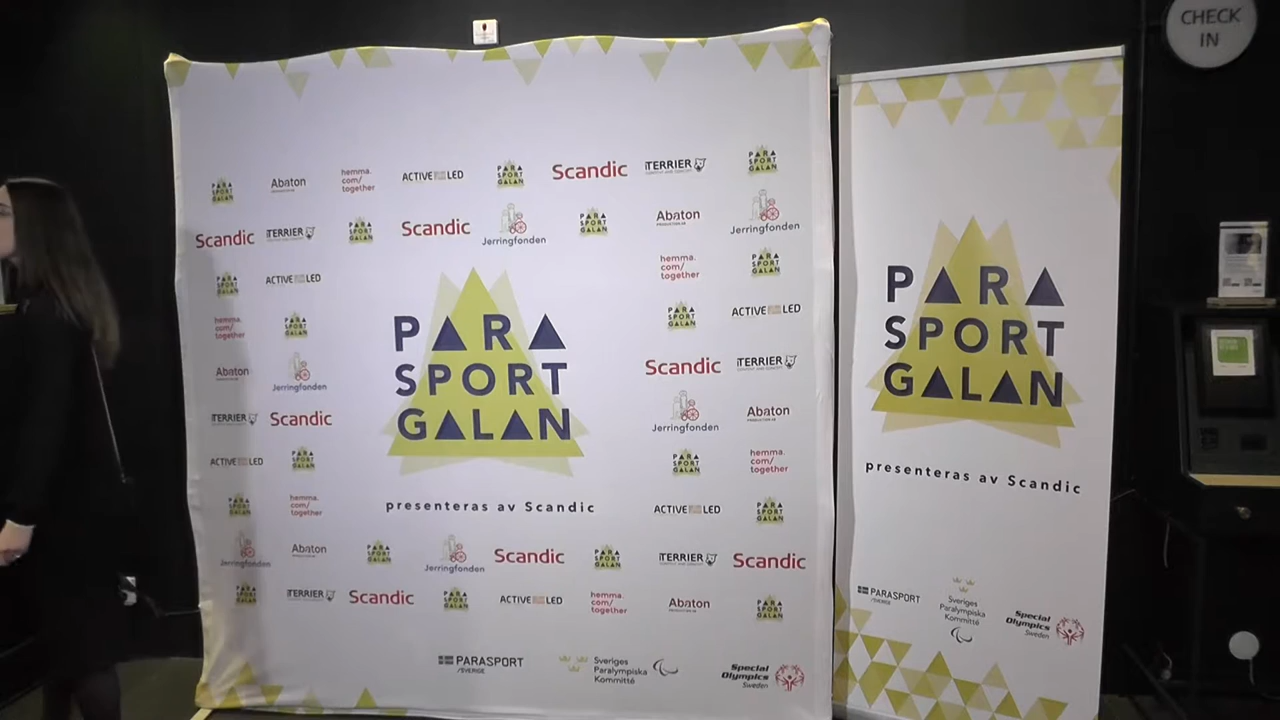 CHECK
IN
PARA SPORT GALAN Abaton hemma.com/together ACTIVE LED PARA SPORT GALAN Scandic TERRIER PARA SPORT GALAN
Scandic TERRIER PARA SPORT GALAN Scandic Jerringfonden PARA SPORT GALAN Abaton Jerringfonden
PARA SPORT GALAN ACTIVE LED hemma.com/together PARA SPORT GALAN
hemma.com/together PARA SPORT GALAN PARA SPORT GALAN ACTIVE LED
Abaton Jerringfonden Scandic TERRIER
TERRIER Scandic Jerringfonden Abaton
ACTIVE LED PARA SPORT GALAN PARA SPORT GALAN hemma.com/together
PARA SPORT GALAN hemma.com/together ACTIVE LED PARA SPORT GALAN
Jerringfonden Abaton PARA SPORT GALAN Jerringfonden Scandic PARA SPORT GALAN TERRIER Scandic
PARA SPORT GALAN TERRIER Scandic PARA SPORT GALAN ACTIVE LED hemma.com/together Abaton PARA SPORT GALAN
PARA
SPORT
GALAN
presenteras av Scandic
PARASPORT
/SVERIGE
Sveriges
Paralympiska
Kommitté
Special
Olympics
Sweden
PARA
SPORT
GALAN
presenteras av Scandic
PARASPORT
/SVERIGE
Sveriges
Paralympiska
Kommitté
Special
Olympics
Sweden